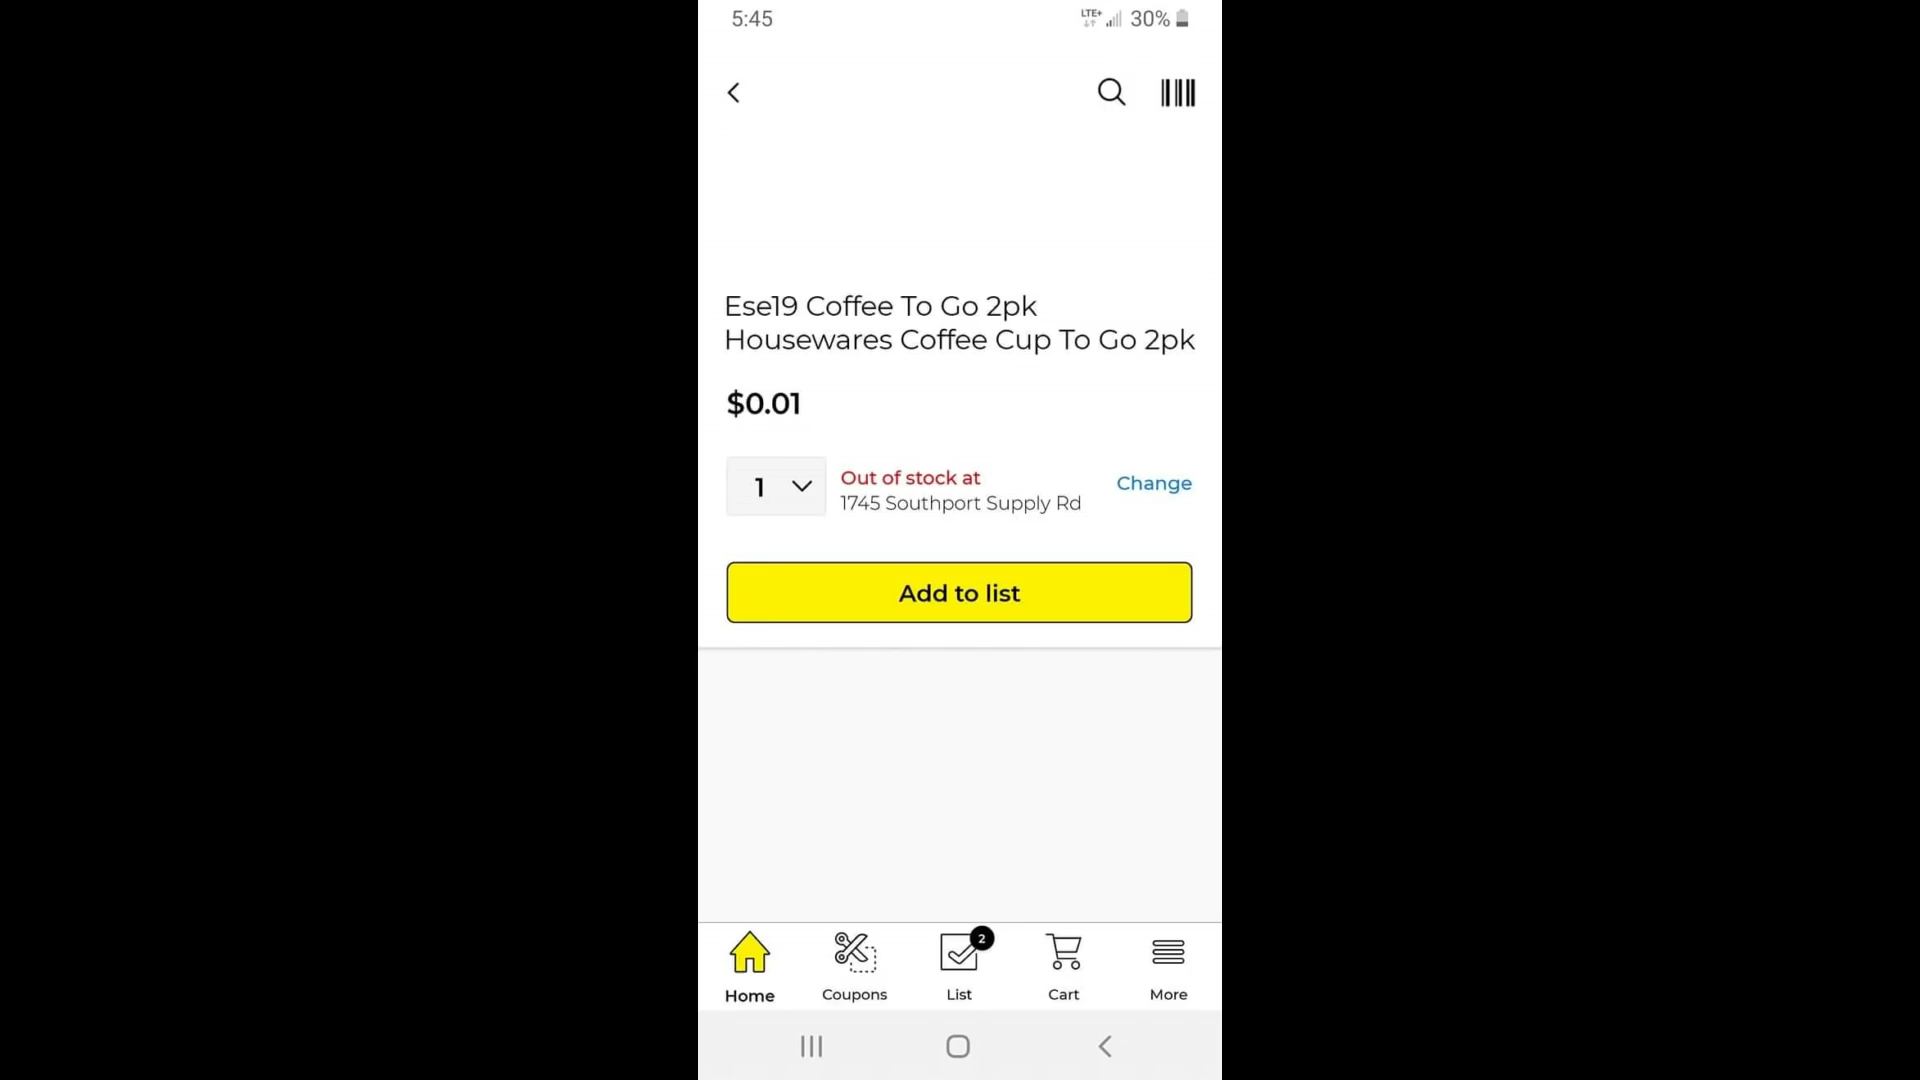 5:45
LTE+ 30%
Ese19 Coffee To Go 2pk
Housewares Coffee Cup To Go 2pk
$0.01
1
Out of stock at
1745 Southport Supply Rd
Change
Add to list
2
Home Coupons List Cart More